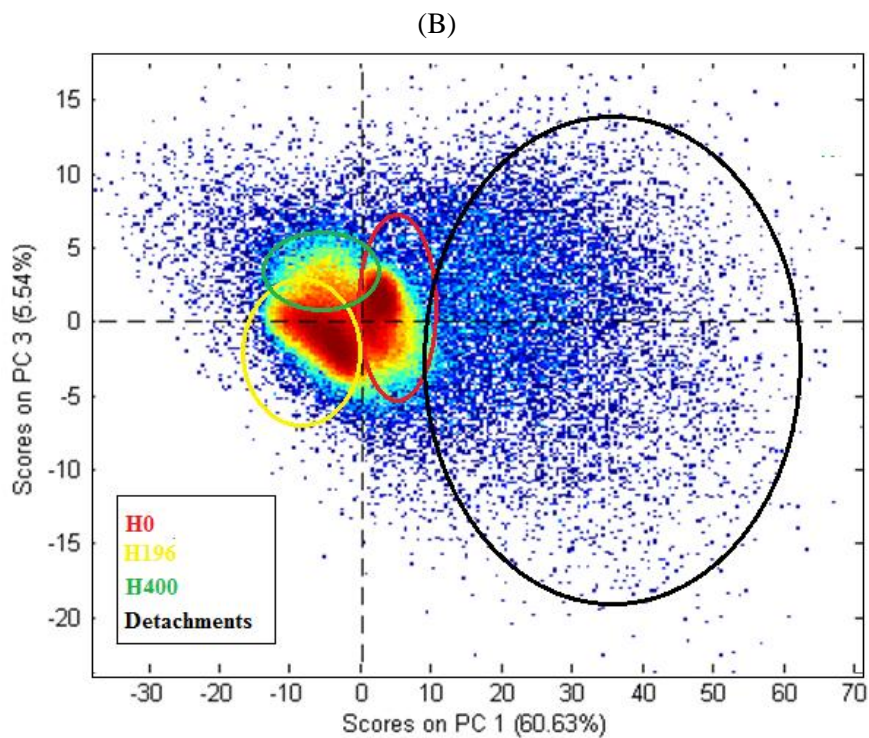 (B)
15
10
5
0
-5
-10
-15
-20
Scores on PC 3 (5.54%)
H0
H196
H400
Detachments
-30 -20 -10 0 10 20 30 40 50 60 70
Scores on PC 1 (60.63%)